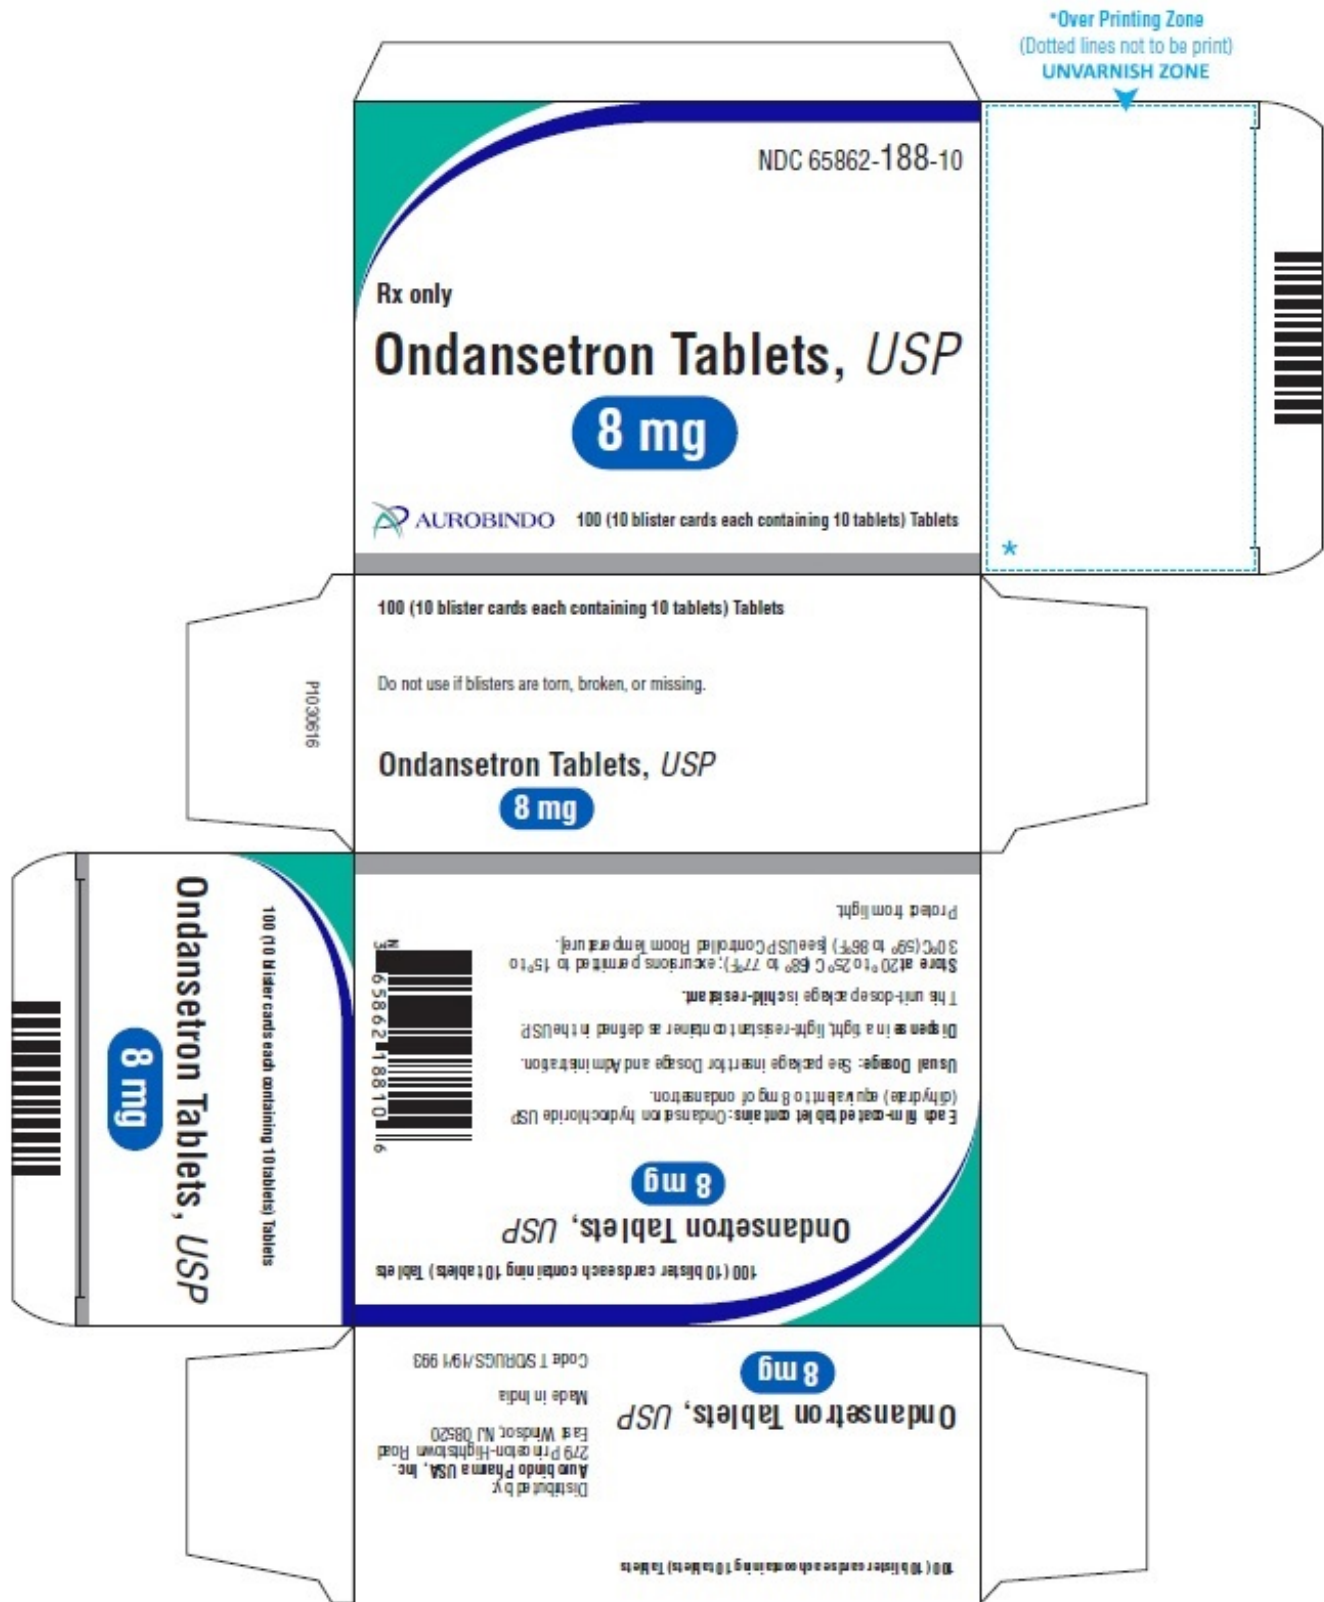 *Over Printing Zone
(Dotted lines not to be print)
UNVARNISH ZONE
NDC 65862-188-10
Rx only
Ondansetron Tablets, USP
8 mg
AUROBINDO 100 (10 blister cards each containing 10 tablets) Tablets
*
100 (10 blister cards each containing 10 tablets) Tablets
Do not use if blisters are torn, broken, or missing.
P1030616
Ondansetron Tablets, USP
8 mg
Ondansetron Tablets, USP
8 mg
100 (10 blister cards each containing 10 tablets) Tablets
100 (10 blister cards each containing 10 tablets) Tablets
Ondansetron Tablets, USP
8 mg
Each film-coated tablet contains: Ondansetron hydrochloride USP
(dihydrate) equivalent to 8 mg of ondansetron.
Usual Dosage: See package insert for Dosage and Administration.
Dispense in a tight, light-resistant container as defined in the USP.
This unit-dose package is child-resistant.
Store at 20° to 25°C (68° to 77°F); excursions permitted to 15° to
30°C (59° to 86°F) [see USP Controlled Room Temperature].
Protect from light.
N
3 65862 18810 6
100 (10 blister cards each containing 10 tablets) Tablets
Distributed by:
Aurobindo Pharma USA, Inc.
279 Princeton-Hightstown Road
East Windsor, NJ 08520
Made in India
Code TS/DRUGS/19/1993
Ondansetron Tablets, USP
8 mg